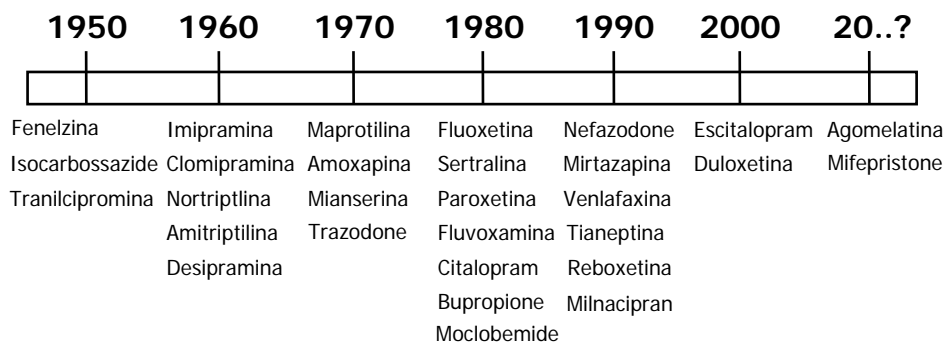 1950 1960 1970 1980 1990 2000 20..?
Fenelzina Imipramina Maprotilina Fluoxetina Nefazodone Escitalopram Agomelatina
Isocarbossazide Clomipramina Amoxapina Sertralina Mirtazapina Duloxetina Mifepristone
Tranilcipromina Nortriptlina Mianserina Paroxetina Venlafaxina
Amitriptilina Trazodone Fluvoxamina Tianeptina
Desipramina Citalopram Reboxetina
Bupropione Milnacipran
Moclobemide